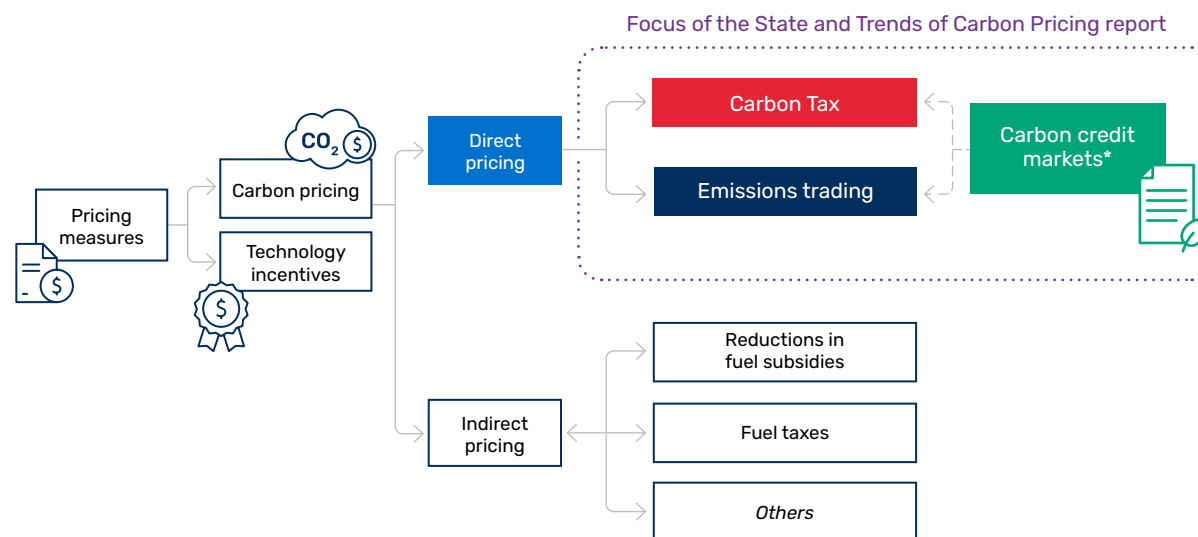 Focus of the State and Trends of Carbon Pricing report
Carbon Tax
Direct
pricing
Carbon credit
markets*
CO2
$
Carbon pricing
Emissions trading
Pricing
measures
$
Technology
incentives
$
Reductions in
fuel subsidies
Indirect
pricing
Fuel taxes
Others